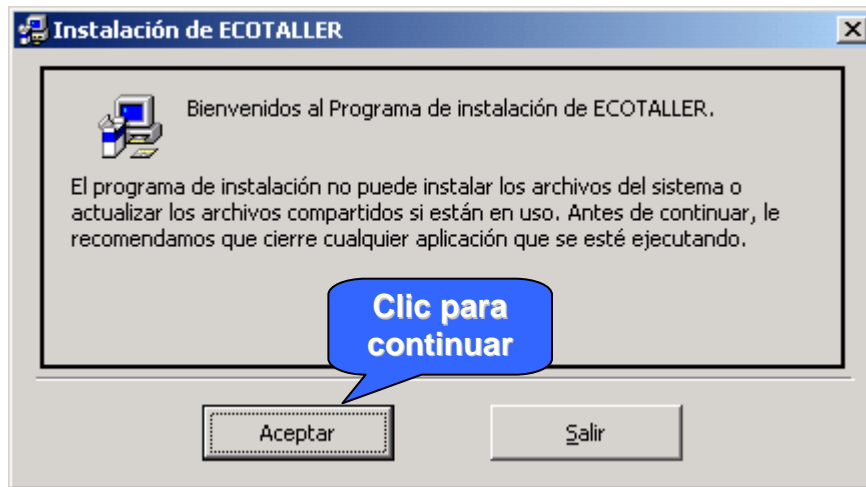 Instalación de ECOTALLER
Bienvenidos al Programa de instalación de ECOTALLER.
El programa de instalación no puede instalar los archivos del sistema o
actualizar los archivos compartidos si están en uso. Antes de continuar, le
recomendamos que cierre cualquier aplicación que se esté ejecutando.
Clic para
continuar
Aceptar
Salir